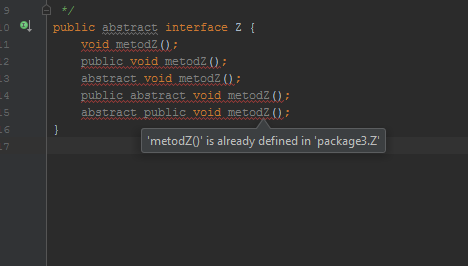 9 */
10 public abstract interface Z {
11 void metodZ();
12 public void metodZ();
13 abstract void metodZ();
14 public abstract void metodZ();
15 abstract public void metodZ();
16 }
'metodZ()' is already defined in 'package3.Z'
17